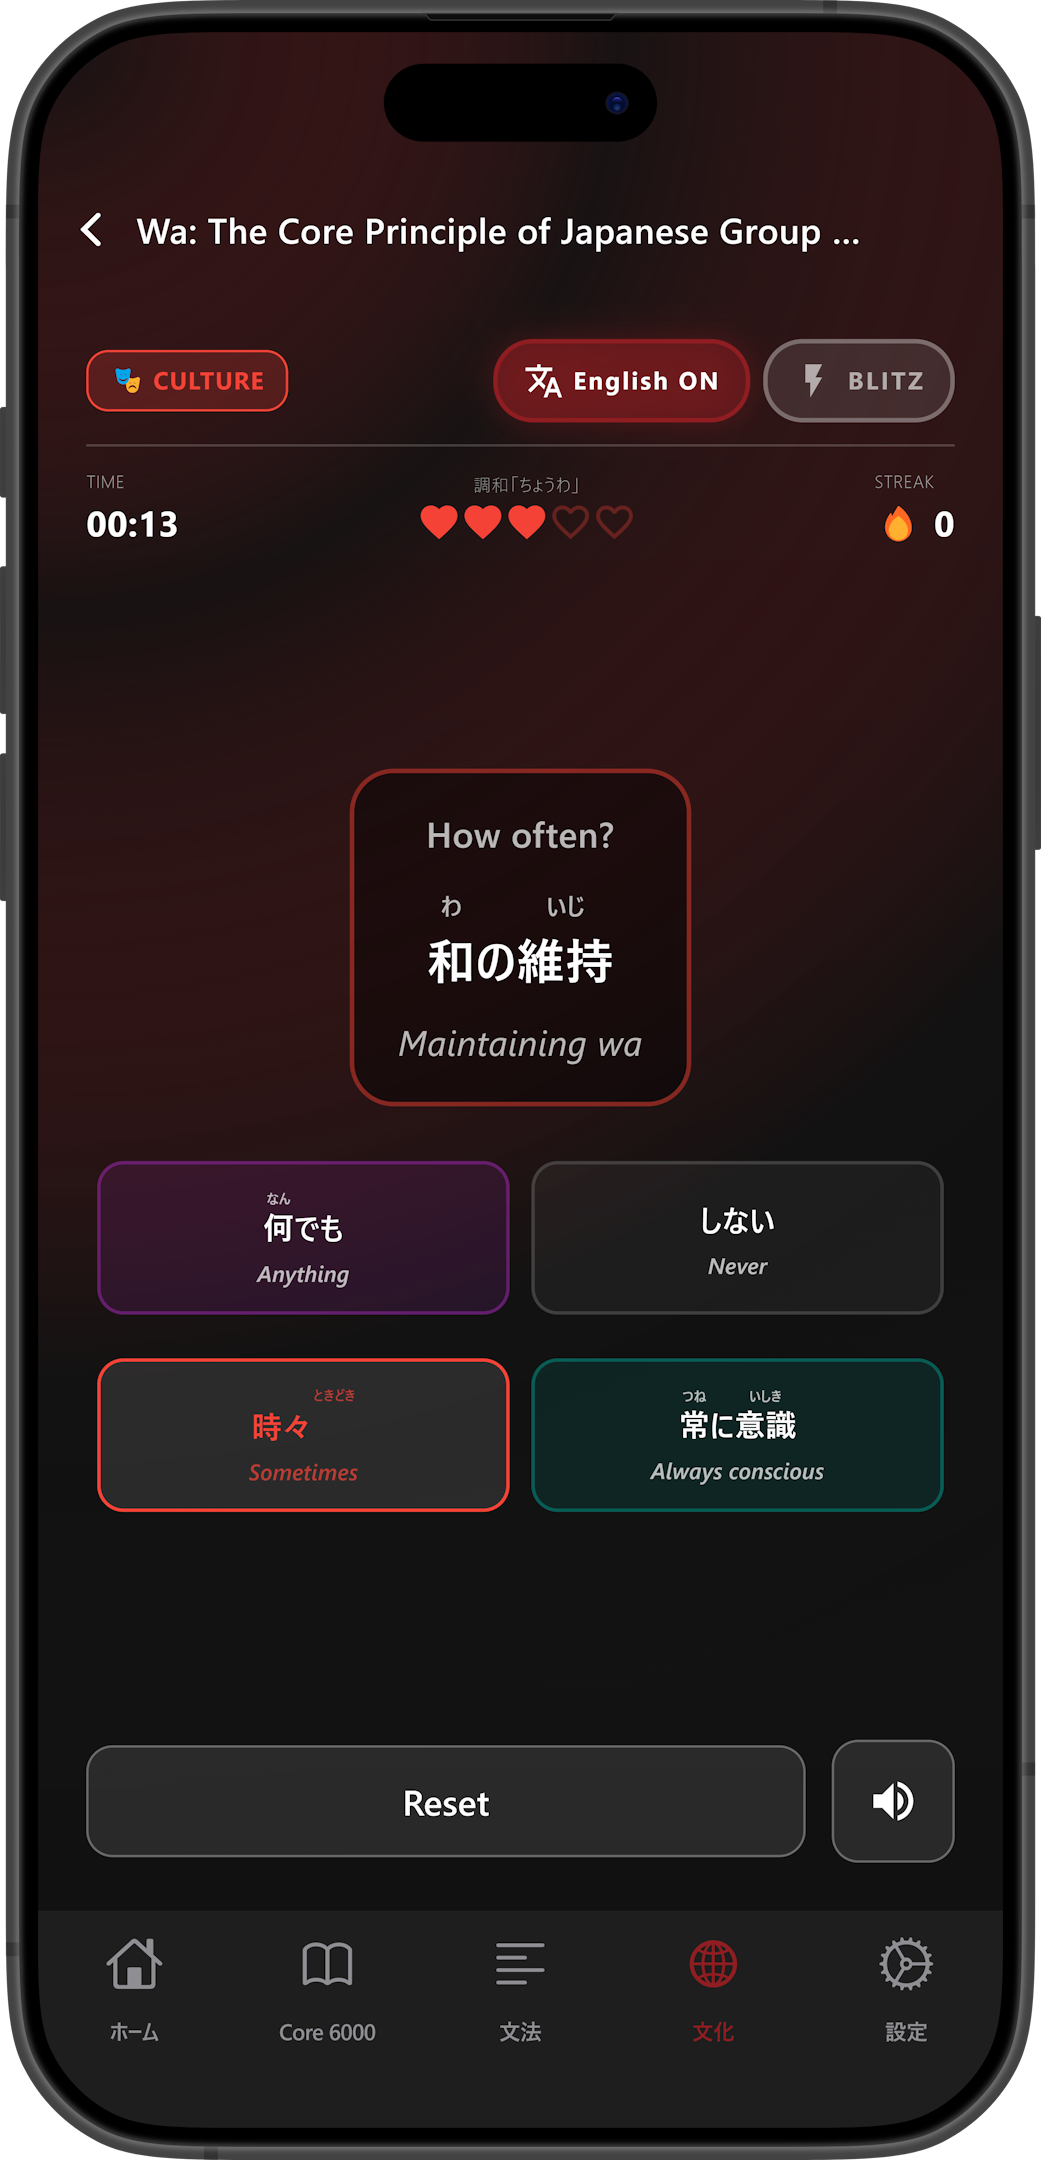 Wa: The Core Principle of Japanese Group ...
CULTURE
English ON
BLITZ
TIME
調和「ちょうわ」
STREAK
00:13
0
How often?
わ いじ
和の維持
Maintaining wa
なん
何でも
Anything
しない
Never
ときどき
時々
Sometimes
つね いしき
常に意識
Always conscious
Reset
ホーム
Core 6000
文法
文化
設定